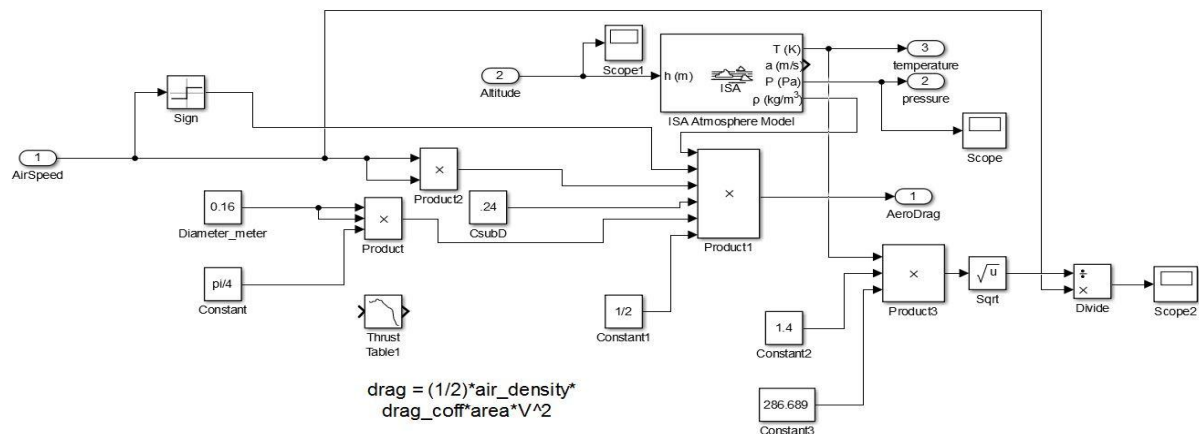 T (K)
3
temperature
Scope1
a (m/s)
2
h (m)
ISA
P (Pa)
2
Altitude
pressure
ρ (kg/m³)
Sign
ISA Atmosphere Model
Scope
1
AirSpeed
×
Product2
0.16
.24
×
1
Diameter_meter
×
AeroDrag
Product
CsubD
Product1
pi/4
Constant
×
√u
÷
×
Product3
Sqrt
Divide
Scope2
Thrust
Table1
1/2
Constant1
1.4
Constant2
drag = (1/2)*air_density*
drag_coff*area*V^2
286.689
Constant3